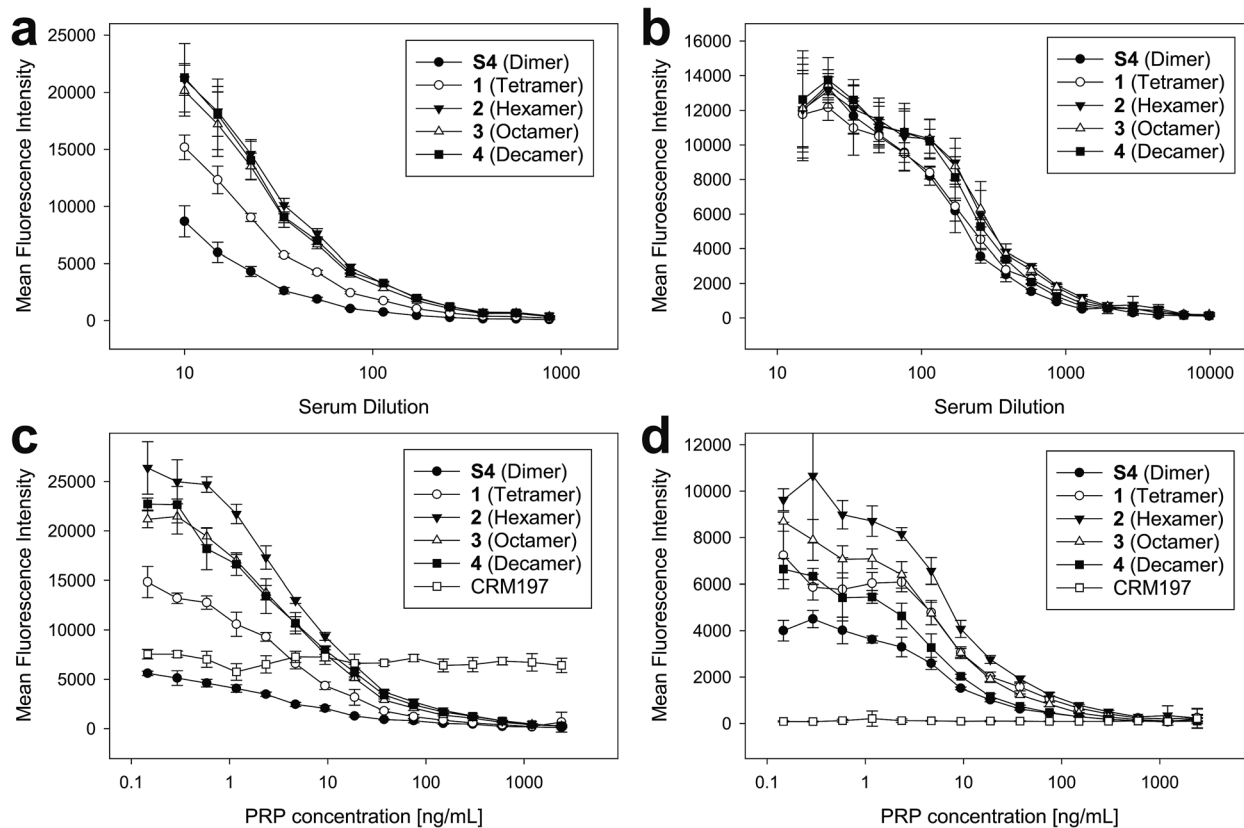 a
25000
20000
15000
10000
5000
0
Mean Fluorescence Intensity
S4 (Dimer)
1 (Tetramer)
2 (Hexamer)
3 (Octamer)
4 (Decamer)
10
100
1000
Serum Dilution
b
16000
14000
12000
10000
8000
6000
4000
2000
0
Mean Fluroescence Intensity
S4 (Dimer)
1 (Tetramer)
2 (Hexamer)
3 (Octamer)
4 (Decamer)
10
100
1000
10000
Serum Dilution
c
25000
20000
15000
10000
5000
0
Mean Fluorescence Intensity
S4 (Dimer)
1 (Tetramer)
2 (Hexamer)
3 (Octamer)
4 (Decamer)
CRM197
0.1
1
10
100
1000
PRP concentration [ng/mL]
d
12000
10000
8000
6000
4000
2000
0
Mean Fluorescence Intensity
S4 (Dimer)
1 (Tetramer)
2 (Hexamer)
3 (Octamer)
4 (Decamer)
CRM197
0.1
1
10
100
1000
PRP concentration [ng/mL]